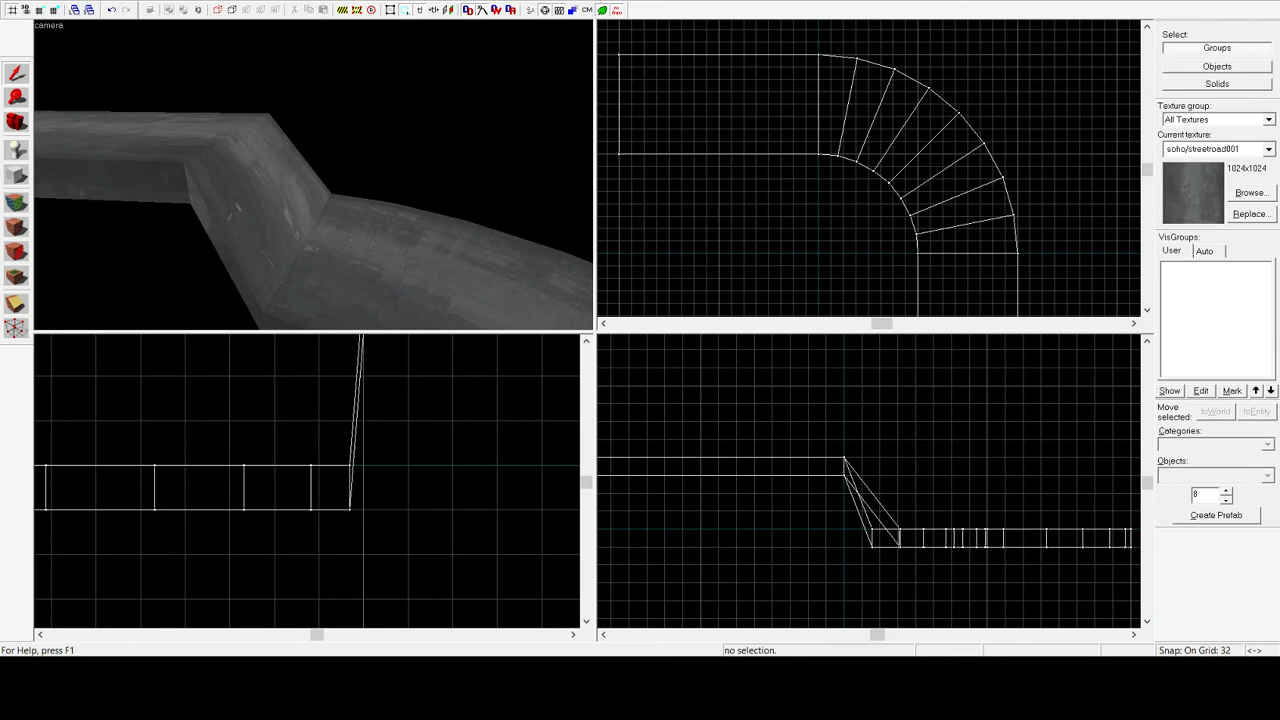 CM
camera
Select:
Groups
Objects
Solids
Texture group:
All Textures
Current texture:
soho/streetroad001
1024x1024
Browse...
Replace...
VisGroups:
User
Auto
Show
Edit
Mark
Move
selected:
toWorld
toEntity
Categories:
Objects:
8
Create Prefab
For Help, press F1
no selection.
Snap: On Grid: 32
<->